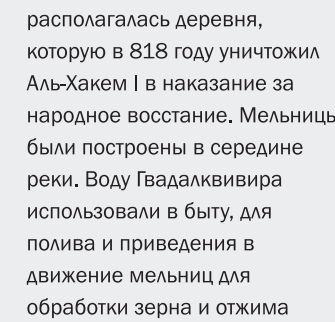 располагалась деревня,
которую в 818 году уничтожил
Аль-Хакем I в наказание за
народное восстание. Мельницы
были построены в середине
реки. Воду Гвадалквивира
использовали в быту, для
полива и приведения в
движение мельниц для
обработки зерна и отжима